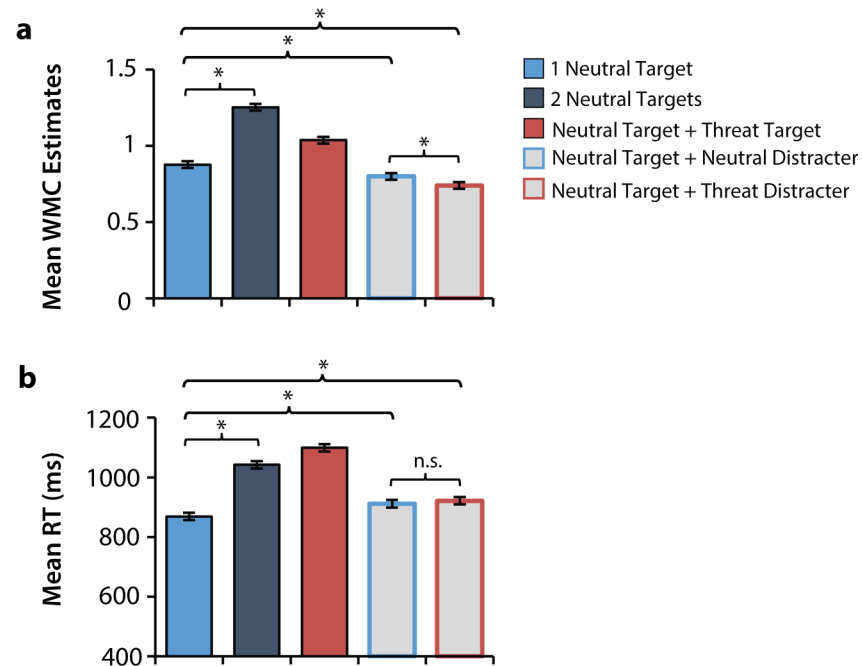 a
*
*
*
*
Mean WMC Estimates
1.5
1
0.5
0
1 Neutral Target
2 Neutral Targets
Neutral Target + Threat Target
Neutral Target + Neutral Distracter
Neutral Target + Threat Distracter
b
*
*
*
n.s.
Mean RT (ms)
1200
1000
800
600
400